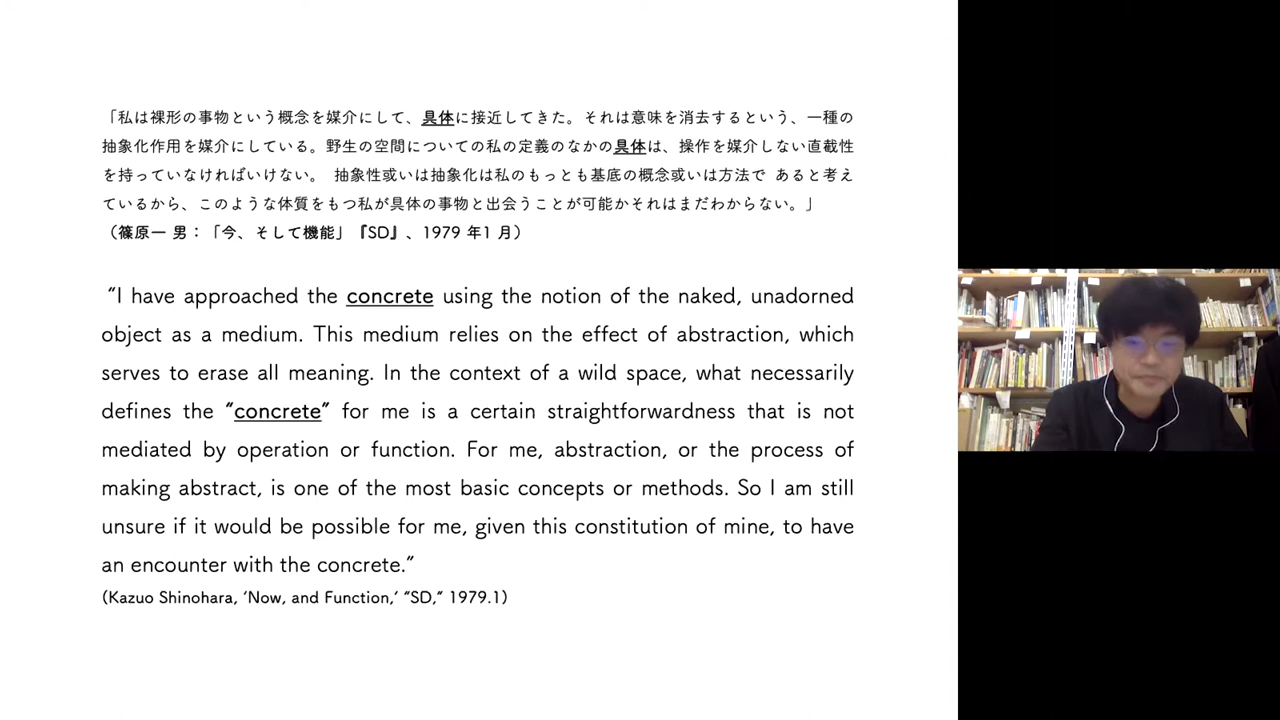 「私は裸形の事物という概念を媒介にして、具体に接近してきた。それは意味を消去するという、一種の
抽象化作用を媒介にしている。野生の空間についての私の定義のなかの具体は、操作を媒介しない直截性
を持っていなければいけない。 抽象性或いは抽象化は私のもっとも基底の概念或いは方法で あると考え
ているから、このような体質をもつ私が具体の事物と出会うことが可能かそれはまだわからない。」
（篠原一 男：「今、そして機能」『SD』、1979 年1 月）
“I have approached the concrete using the notion of the naked, unadorned
object as a medium. This medium relies on the effect of abstraction, which
serves to erase all meaning. In the context of a wild space, what necessarily
defines the “concrete” for me is a certain straightforwardness that is not
mediated by operation or function. For me, abstraction, or the process of
making abstract, is one of the most basic concepts or methods. So I am still
unsure if it would be possible for me, given this constitution of mine, to have
an encounter with the concrete.”
(Kazuo Shinohara, ‘Now, and Function,’ “SD,” 1979.1)